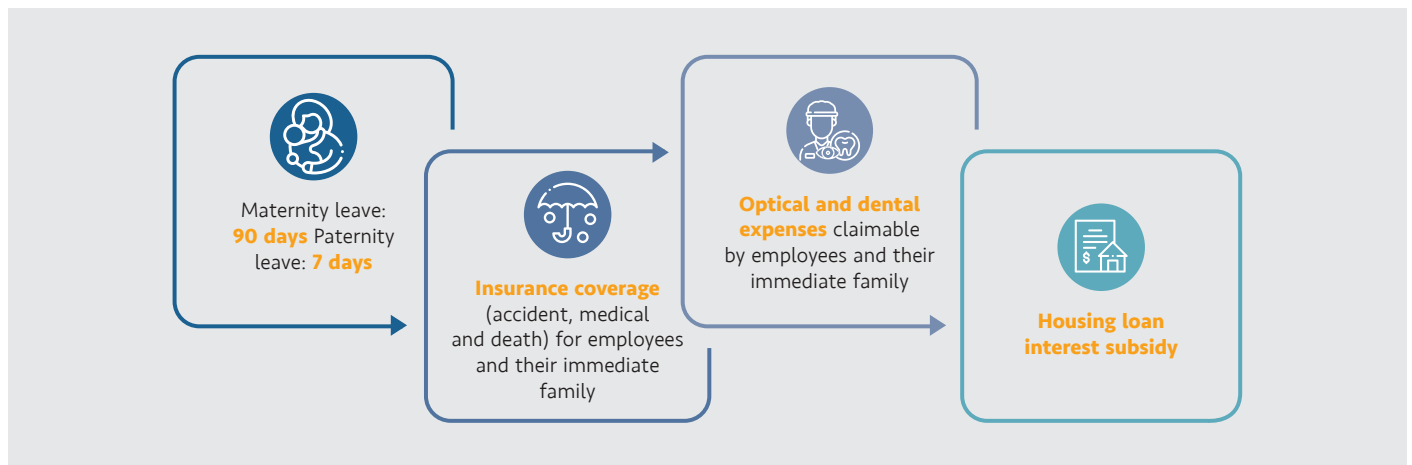 Maternity leave:
90 days Paternity
leave: 7 days
Insurance coverage
(accident, medical
and death) for employees
and their immediate
family
Optical and dental
expenses claimable
by employees and their
immediate family
$
Housing loan
interest subsidy